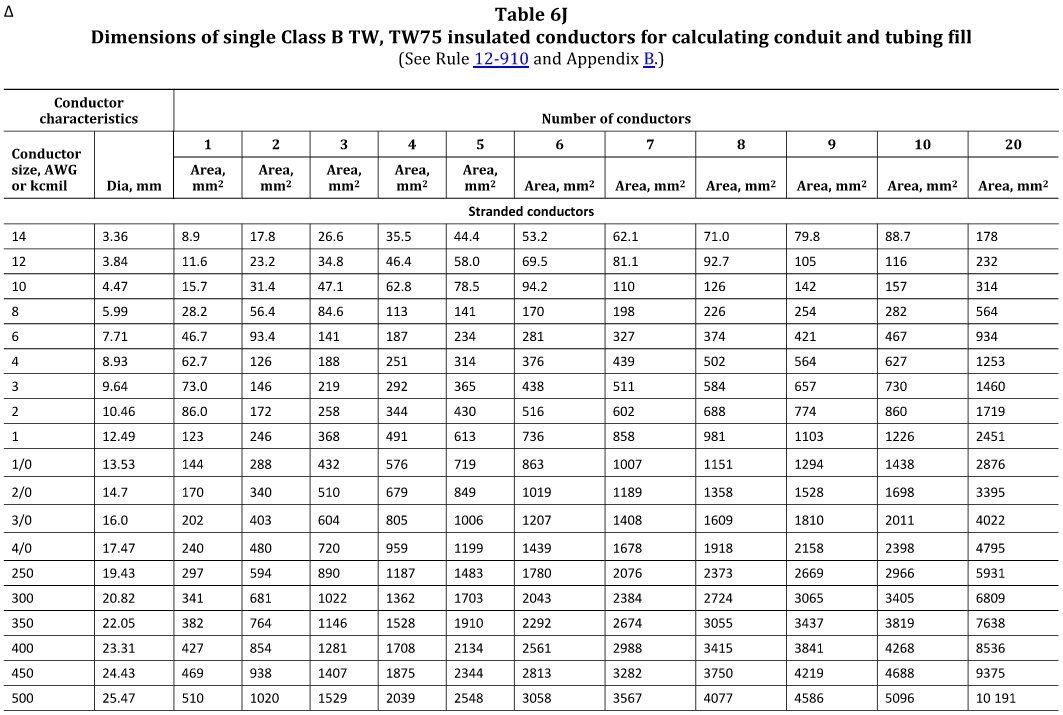 Δ
Table 6J
Dimensions of single Class B TW, TW75 insulated conductors for calculating conduit and tubing fill
(See Rule 12-910 and Appendix B.)
Conductor characteristics Number of conductors
Conductor size, AWG or kcmil Dia, mm 1 2 3 4 5 6 7 8 9 10 20
Area, mm² Area, mm² Area, mm² Area, mm² Area, mm² Area, mm² Area, mm² Area, mm² Area, mm² Area, mm² Area, mm²
Stranded conductors
14 3.36 8.9 17.8 26.6 35.5 44.4 53.2 62.1 71.0 79.8 88.7 178
12 3.84 11.6 23.2 34.8 46.4 58.0 69.5 81.1 92.7 105 116 232
10 4.47 15.7 31.4 47.1 62.8 78.5 94.2 110 126 142 157 314
8 5.99 28.2 56.4 84.6 113 141 170 198 226 254 282 564
6 7.71 46.7 93.4 141 187 234 281 327 374 421 467 934
4 8.93 62.7 126 188 251 314 376 439 502 564 627 1253
3 9.64 73.0 146 219 292 365 438 511 584 657 730 1460
2 10.46 86.0 172 258 344 430 516 602 688 774 860 1719
1 12.49 123 246 368 491 613 736 858 981 1103 1226 2451
1/0 13.53 144 288 432 576 719 863 1007 1151 1294 1438 2876
2/0 14.7 170 340 510 679 849 1019 1189 1358 1528 1698 3395
3/0 16.0 202 403 604 805 1006 1207 1408 1609 1810 2011 4022
4/0 17.47 240 480 720 959 1199 1439 1678 1918 2158 2398 4795
250 19.43 297 594 890 1187 1483 1780 2076 2373 2669 2966 5931
300 20.82 341 681 1022 1362 1703 2043 2384 2724 3065 3405 6809
350 22.05 382 764 1146 1528 1910 2292 2674 3055 3437 3819 7638
400 23.31 427 854 1281 1708 2134 2561 2988 3415 3841 4268 8536
450 24.43 469 938 1407 1875 2344 2813 3282 3750 4219 4688 9375
500 25.47 510 1020 1529 2039 2548 3058 3567 4077 4586 5096 10 191